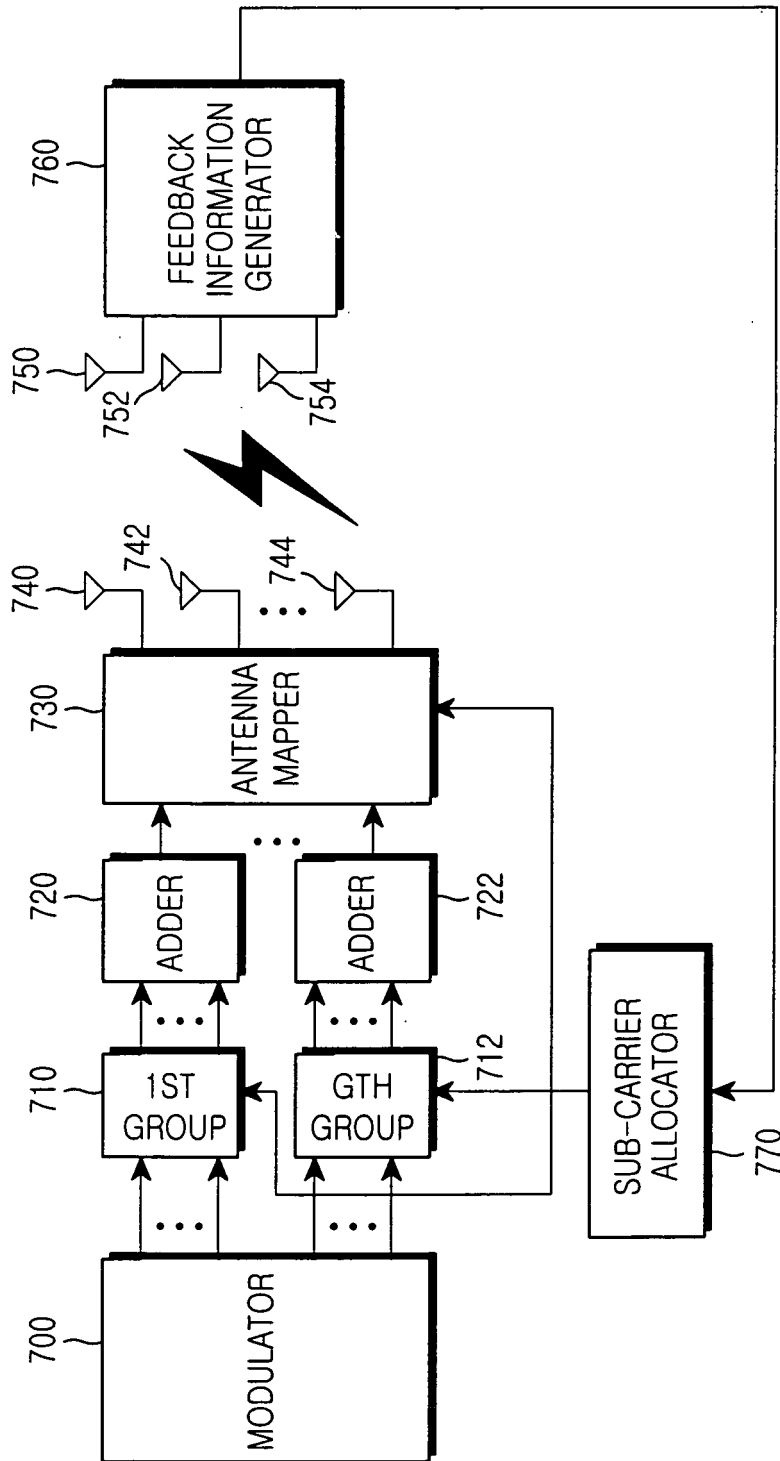 700
MODULATOR
710
1ST
GROUP
712
GTH
GROUP
720
ADDER
722
ADDER
730
ANTENNA
MAPPER
740
742
744
750
752
754
760
FEEDBACK
INFORMATION
GENERATOR
SUB-CARRIER
ALLOCATOR
770